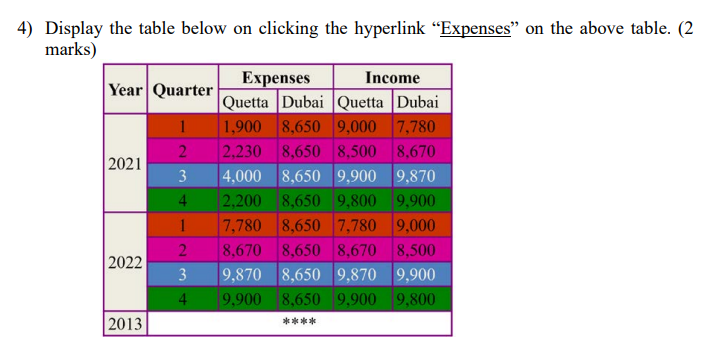 4) Display the table below on clicking the hyperlink “Expenses” on the above table. (2
marks)
Year Quarter Expenses Income
Quetta Dubai Quetta Dubai
2021 1 1,900 8,650 9,000 7,780
2 2,230 8,650 8,500 8,670
3 4,000 8,650 9,900 9,870
4 2,200 8,650 9,800 9,900
2022 1 7,780 8,650 7,780 9,000
2 8,670 8,650 8,670 8,500
3 9,870 8,650 9,870 9,900
4 9,900 8,650 9,900 9,800
2013 ****